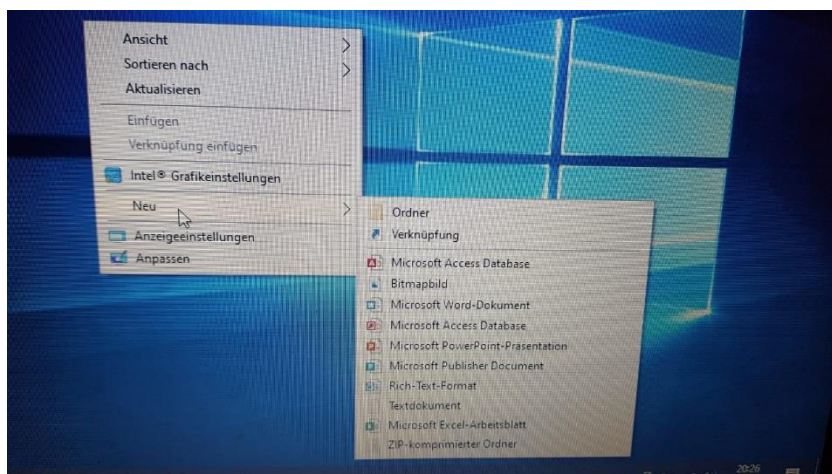 Ansicht
Sortieren nach
Aktualisieren
Einfügen
Verknüpfung einfügen
Intel® Grafikeinstellungen
Neu
Anzeigeeinstellungen
Anpassen
Ordner
Verknüpfung
Microsoft Access Database
Bitmapbild
Microsoft Word-Dokument
Microsoft Access Database
Microsoft PowerPoint-Präsentation
Microsoft Publisher Document
Rich-Text-Format
Textdokument
Microsoft Excel-Arbeitsblatt
ZIP-komprimierter Ordner
20:26